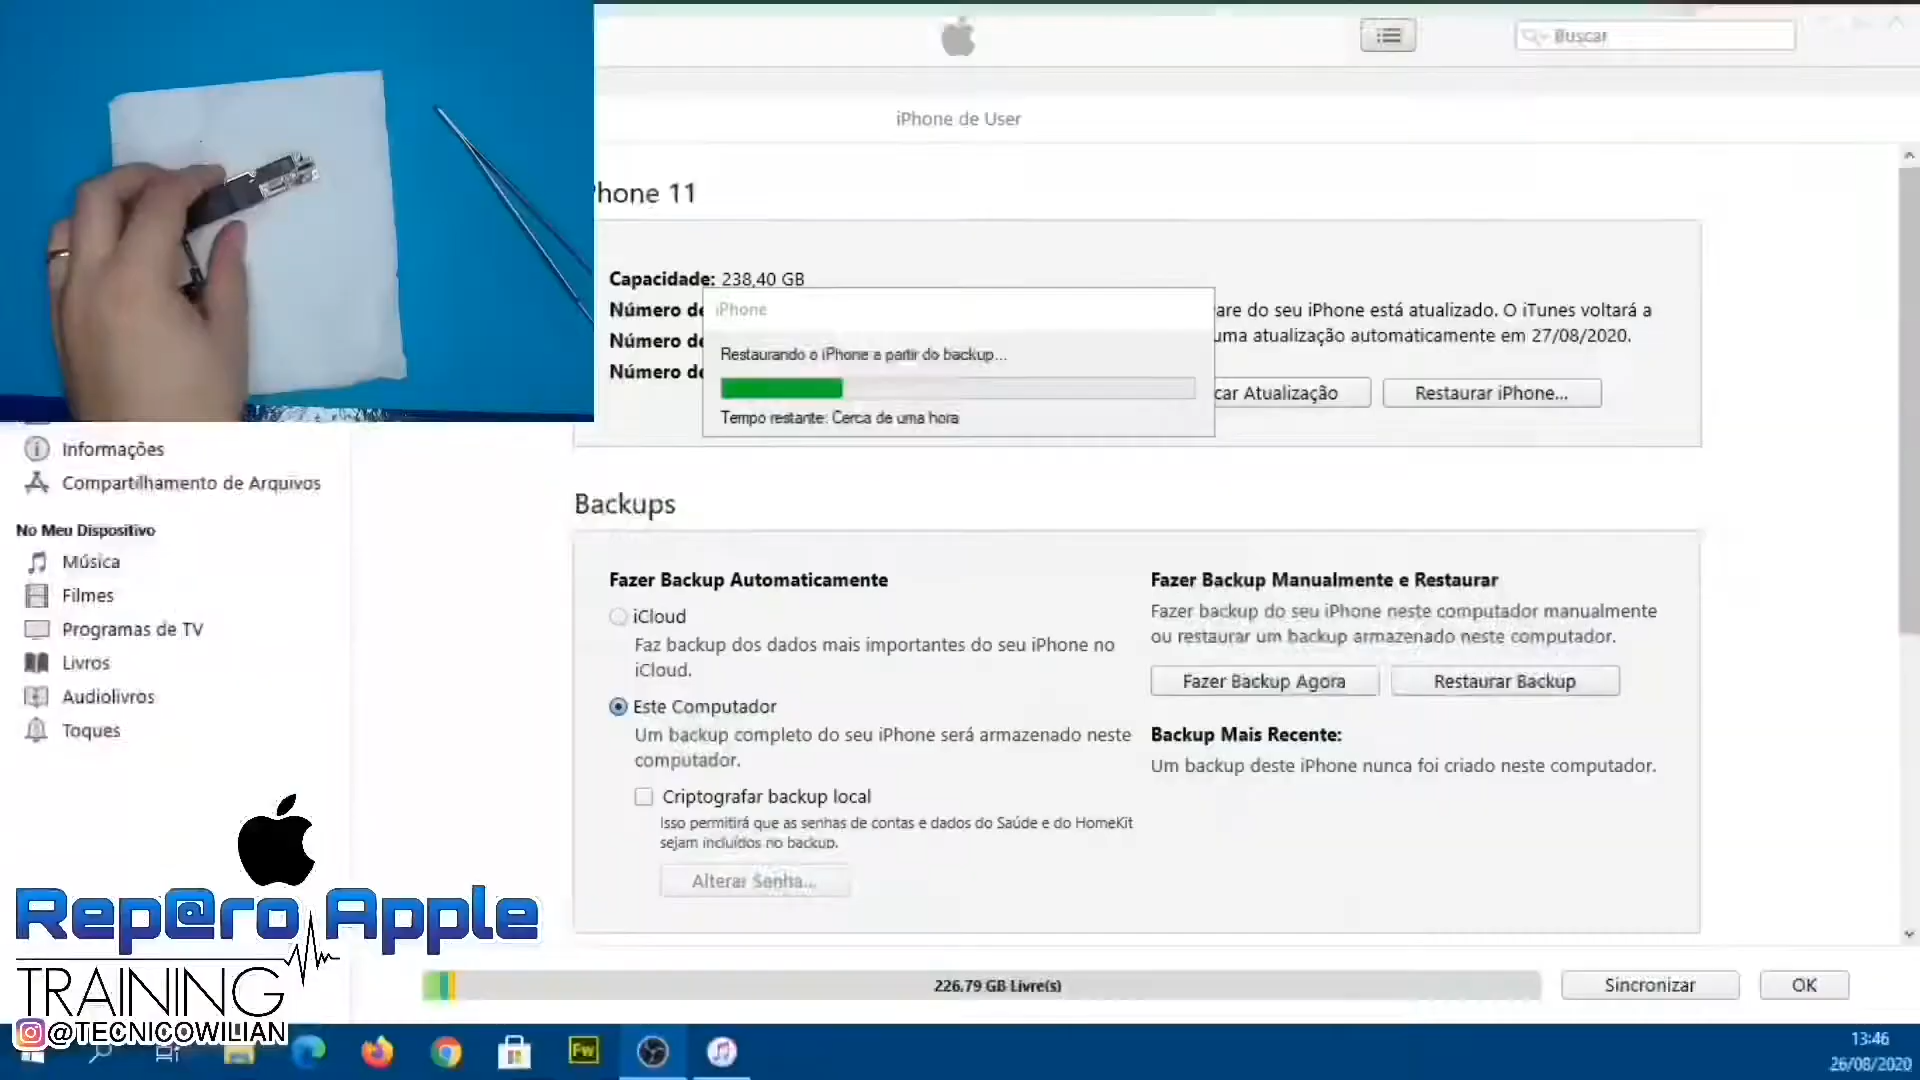 Buscar
iPhone de User
Phone 11
Capacidade: 238,40 GB
Número de
Número de
Número de
iPhone
Restaurando o iPhone a partir do backup...
Tempo restante: Cerca de uma hora
are do seu iPhone está atualizado. O iTunes voltará a
uma atualização automaticamente em 27/08/2020.
car Atualização
Restaurar iPhone...
Informações
Compartilhamento de Arquivos
No Meu Dispositivo
Música
Filmes
Programas de TV
Livros
Audiolivros
Toques
Backups
Fazer Backup Automaticamente
iCloud
Faz backup dos dados mais importantes do seu iPhone no
iCloud.
Este Computador
Um backup completo do seu iPhone será armazenado neste
computador.
Criptografar backup local
Isso permitirá que as senhas de contas e dados do Saúde e do HomeKit
sejam incluídos no backup.
Alterar Senha...
Fazer Backup Manualmente e Restaurar
Fazer backup do seu iPhone neste computador manualmente
ou restaurar um backup armazenado neste computador.
Fazer Backup Agora
Restaurar Backup
Backup Mais Recente:
Um backup deste iPhone nunca foi criado neste computador.
Rep@ro Apple
TRAINING
@TECNICOWILIAN
226,79 GB Livre(s)
Sincronizar
OK
Fw
13:46
26/08/2020